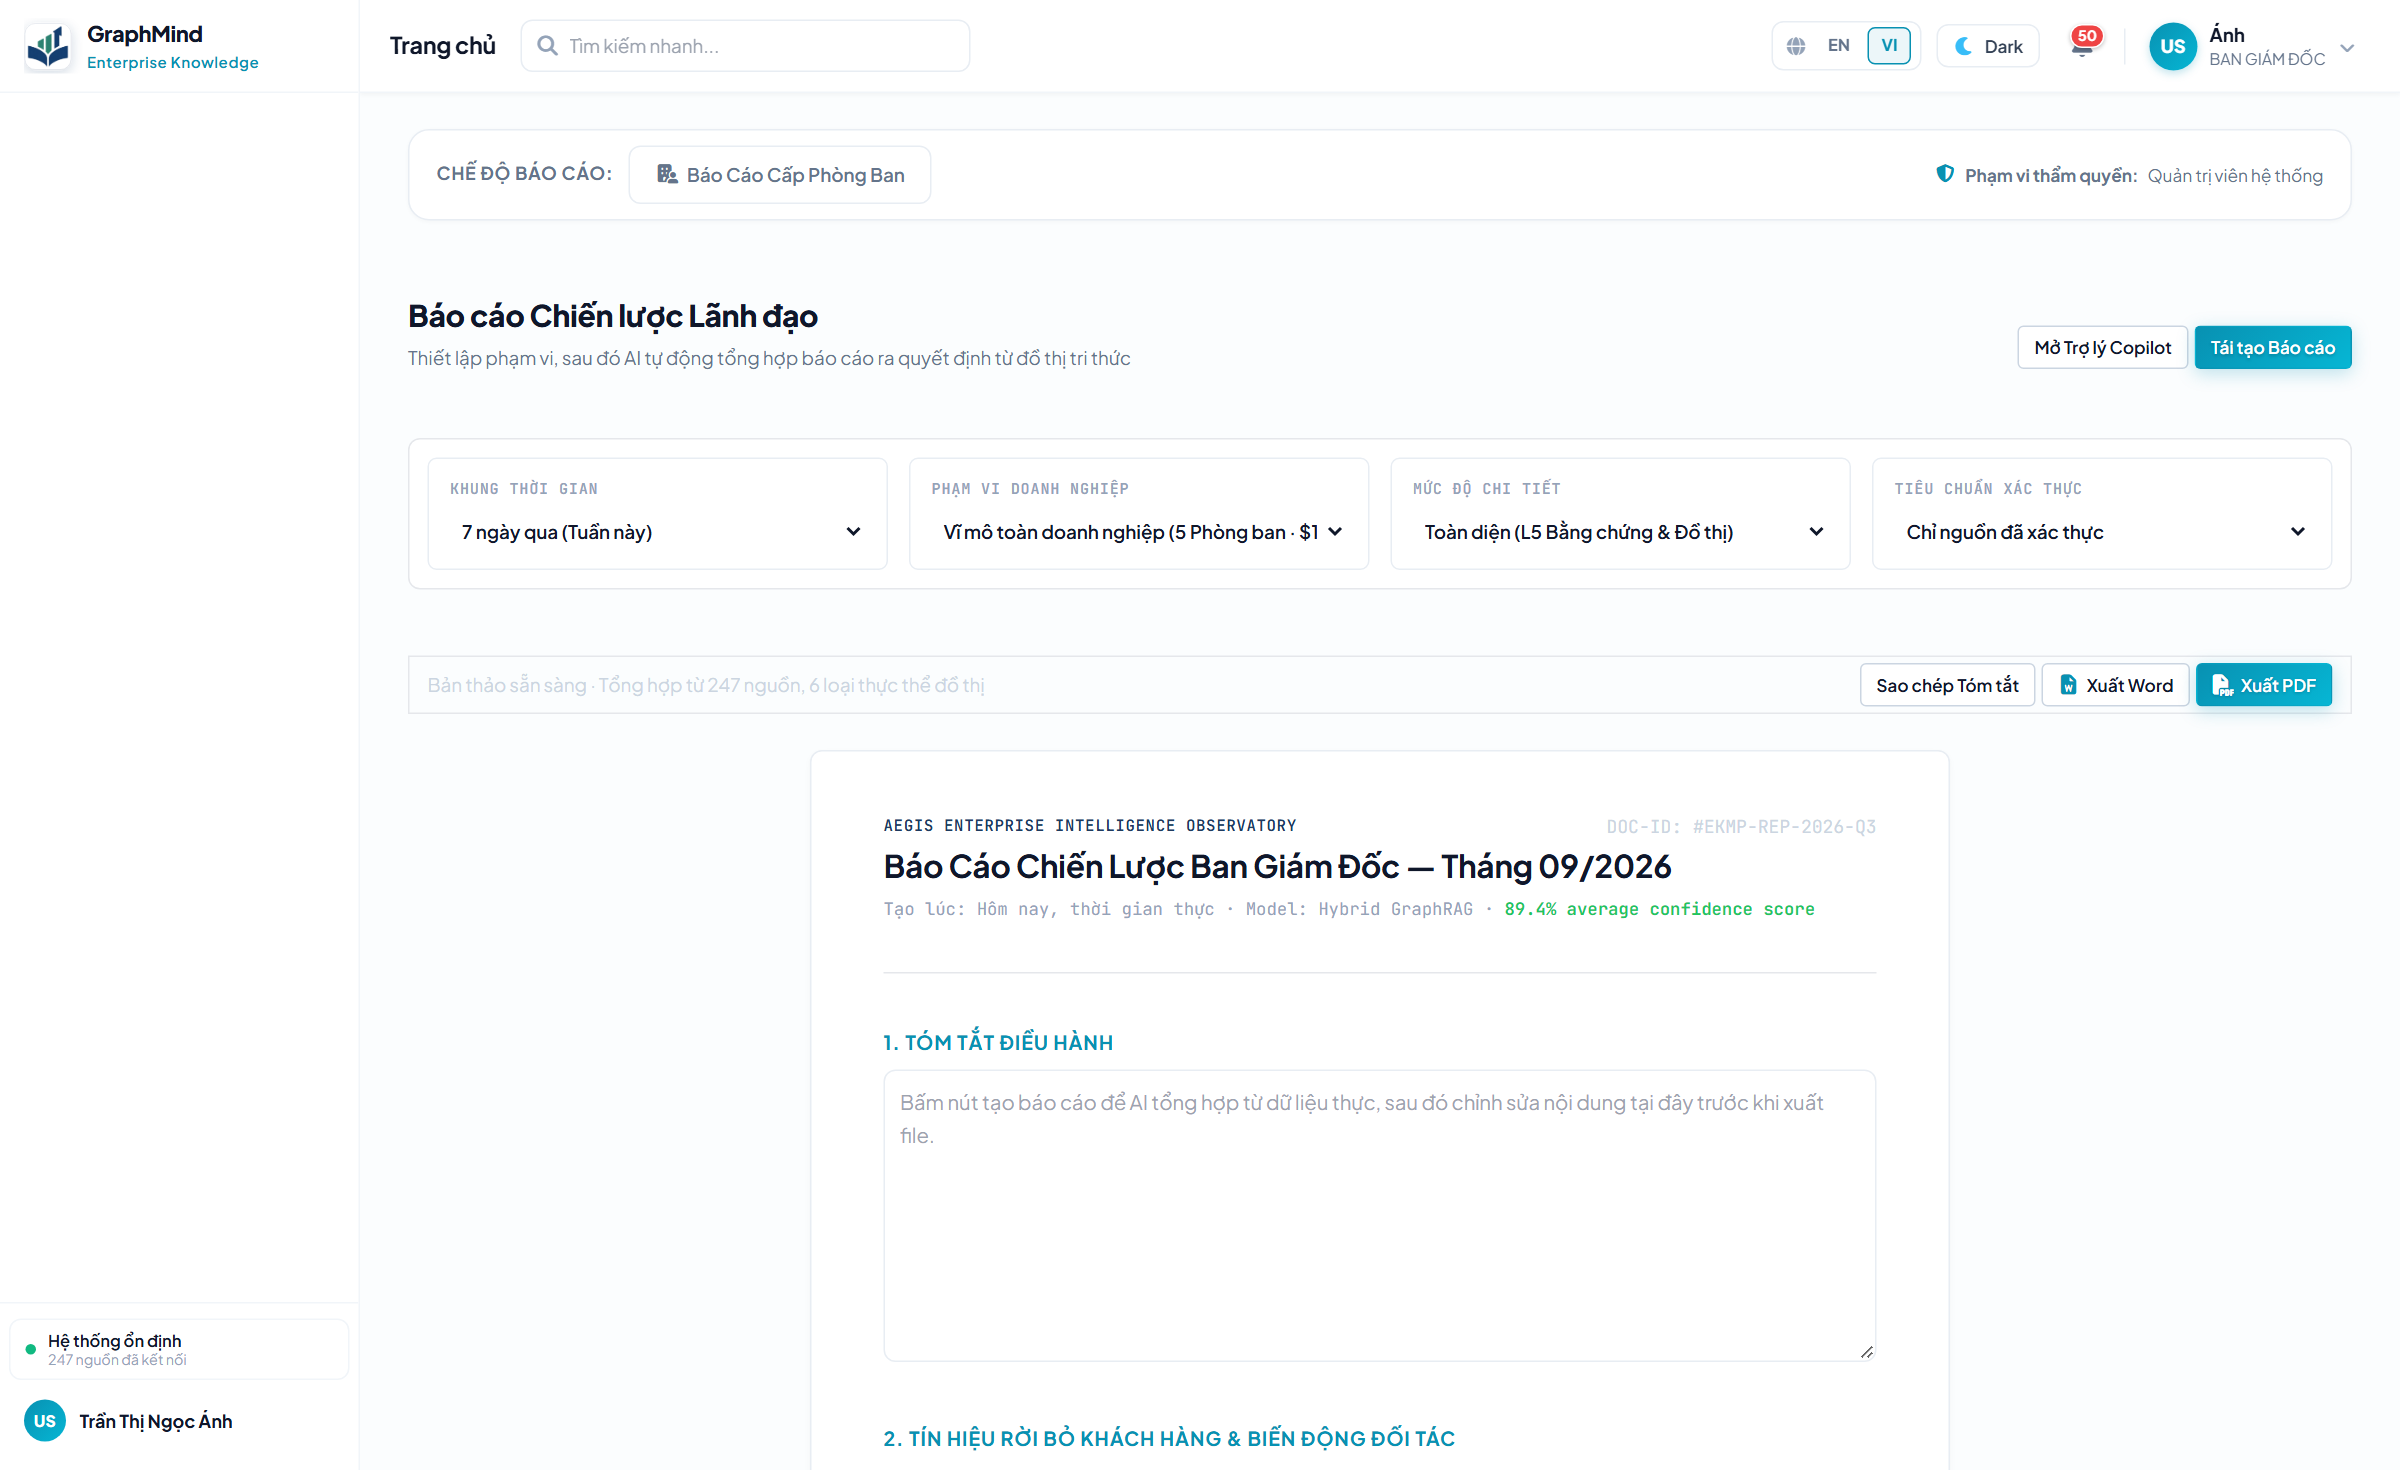 GraphMind
Enterprise Knowledge
Trang chủ
Tìm kiếm nhanh...
EN
VI
Dark
50
US
Ánh
BAN GIÁM ĐỐC
CHẾ ĐỘ BÁO CÁO:
Báo Cáo Cấp Phòng Ban
Phạm vi thẩm quyền: Quản trị viên hệ thống
Báo cáo Chiến lược Lãnh đạo
Thiết lập phạm vi, sau đó AI tự động tổng hợp báo cáo ra quyết định từ đồ thị tri thức
Mở Trợ lý Copilot
Tái tạo Báo cáo
KHUNG THỜI GIAN
7 ngày qua (Tuần này)
PHẠM VI DOANH NGHIỆP
Vĩ mô toàn doanh nghiệp (5 Phòng ban · $1
MỨC ĐỘ CHI TIẾT
Toàn diện (L5 Bằng chứng & Đồ thị)
TIÊU CHUẨN XÁC THỰC
Chỉ nguồn đã xác thực
Bản thảo sẵn sàng · Tổng hợp từ 247 nguồn, 6 loại thực thể đồ thị
Sao chép Tóm tắt
Xuất Word
Xuất PDF
AEGIS ENTERPRISE INTELLIGENCE OBSERVATORY
DOC-ID: #EKMP-REP-2026-Q3
Báo Cáo Chiến Lược Ban Giám Đốc — Tháng 09/2026
Tạo lúc: Hôm nay, thời gian thực · Model: Hybrid GraphRAG · 89.4% average confidence score
1. TÓM TẮT ĐIỀU HÀNH
Bấm nút tạo báo cáo để AI tổng hợp từ dữ liệu thực, sau đó chỉnh sửa nội dung tại đây trước khi xuất
file.
2. TÍN HIỆU RỜI BỎ KHÁCH HÀNG & BIẾN ĐỘNG ĐỐI TÁC
Hệ thống ổn định
247 nguồn đã kết nối
US
Trần Thị Ngọc Ánh